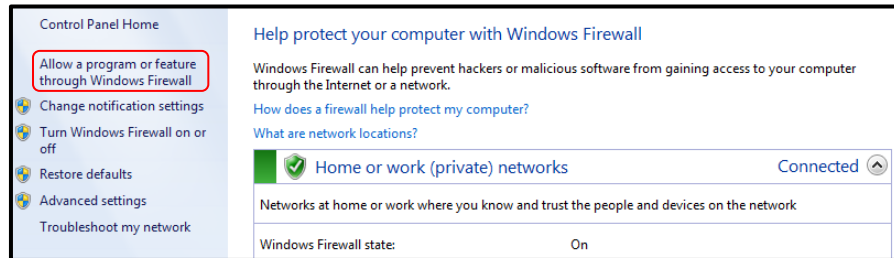 Control Panel Home
Allow a program or feature
through Windows Firewall
Change notification settings
Turn Windows Firewall on or
off
Restore defaults
Advanced settings
Troubleshoot my network
Help protect your computer with Windows Firewall
Windows Firewall can help prevent hackers or malicious software from gaining access to your computer
through the Internet or a network.
How does a firewall help protect my computer?
What are network locations?
Home or work (private) networks Connected
Networks at home or work where you know and trust the people and devices on the network
Windows Firewall state: On